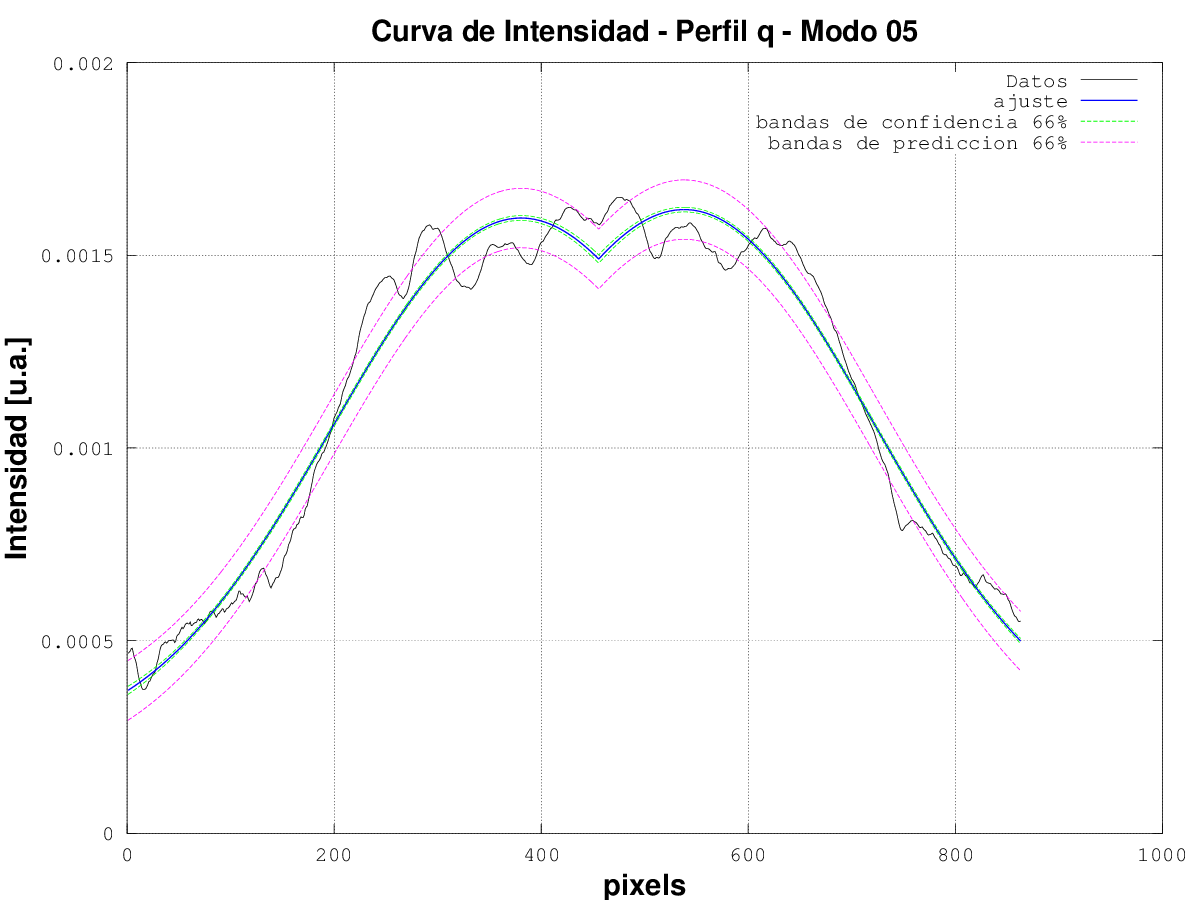 Curva de Intensidad - Perfil q - Modo 05
0.002
0.0015
0.001
0.0005
0
Intensidad [u.a.]
Datos
ajuste
bandas de confidencia 66%
bandas de prediccion 66%
0 200 400 600 800 1000
pixels